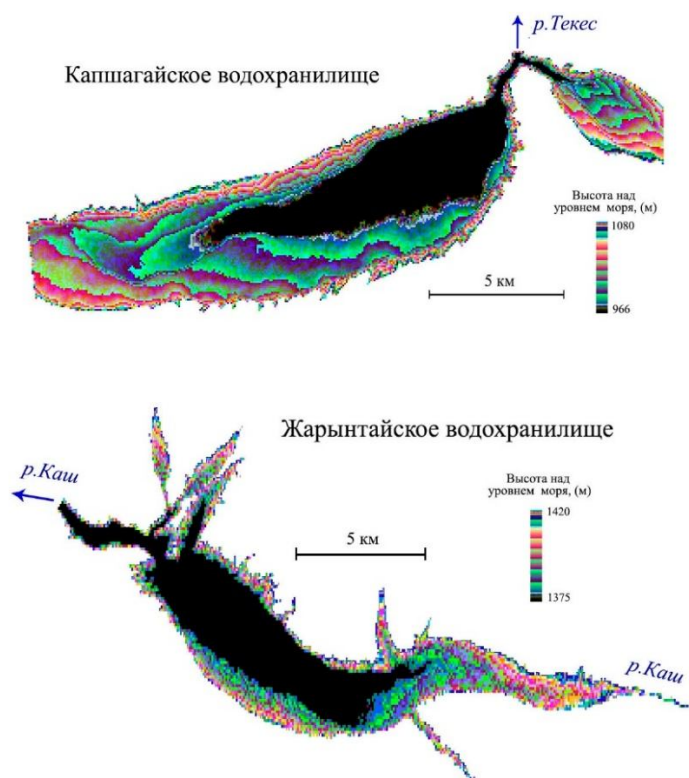 р.Текес
Капшагайское водохранилище
Высота над
уровнем моря, (м)
1080
966
5 км
Жарынтайское водохранилище
р.Каш
Высота над
уровнем моря, (м)
1420
1375
5 км
р.Каш